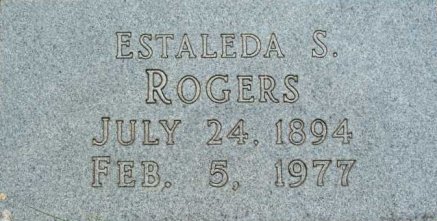 ESTALEDA S.
ROGERS
JULY 24, 1894
FEB. 5, 1977